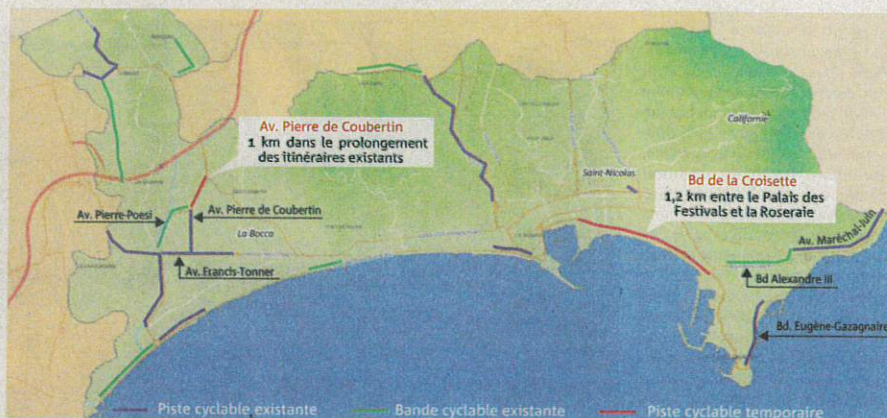 Av. Pierre de Coubertin
1 km dans le prolongement
des itinéraires existants
Californie
Saint-Nicolas
Bd de la Croisette
1,2 km entre le Palais des
Festivals et la Roseraie
Av. Pierre-Poesi
Av. Pierre de Coubertin
La Bocca
Av. Maréchal-Juin
Av. Francis-Tonner
Bd Alexandre III
Bd. Eugène-Gazagnaire
Piste cyclable existante
Bande cyclable existante
Piste cyclable temporaire